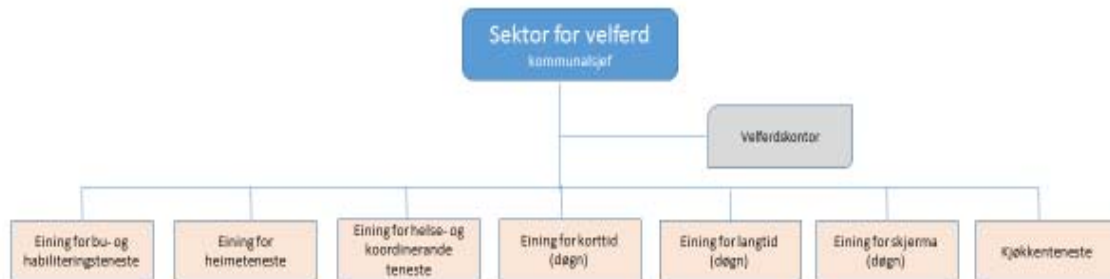 Sektor for velferd
kommunalsjef
Velferdskontor
Eining for bu- og
habiliteringsteneste
Eining for
heimeteneste
Eining for helse- og
koordinerande
teneste
Eining for korttid
(døgn)
Eining for langtid
(døgn)
Eining for skjerma
(døgn)
Kjøkkenteneste